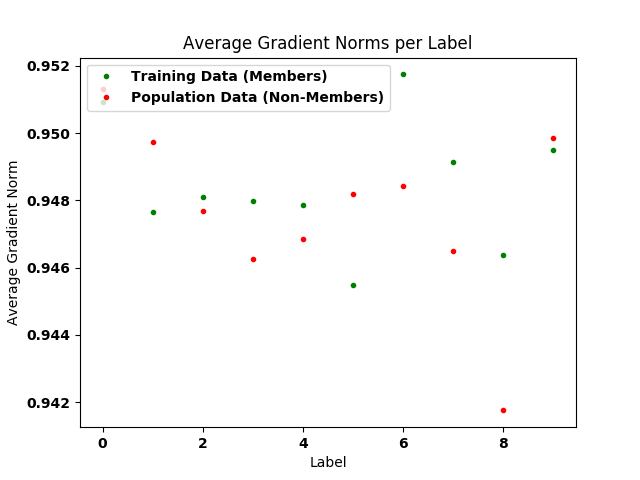 Average Gradient Norms per Label
0.952
0.950
0.948
0.946
0.944
0.942
Average Gradient Norm
Training Data (Members)
Population Data (Non-Members)
0 2 4 6 8
Label